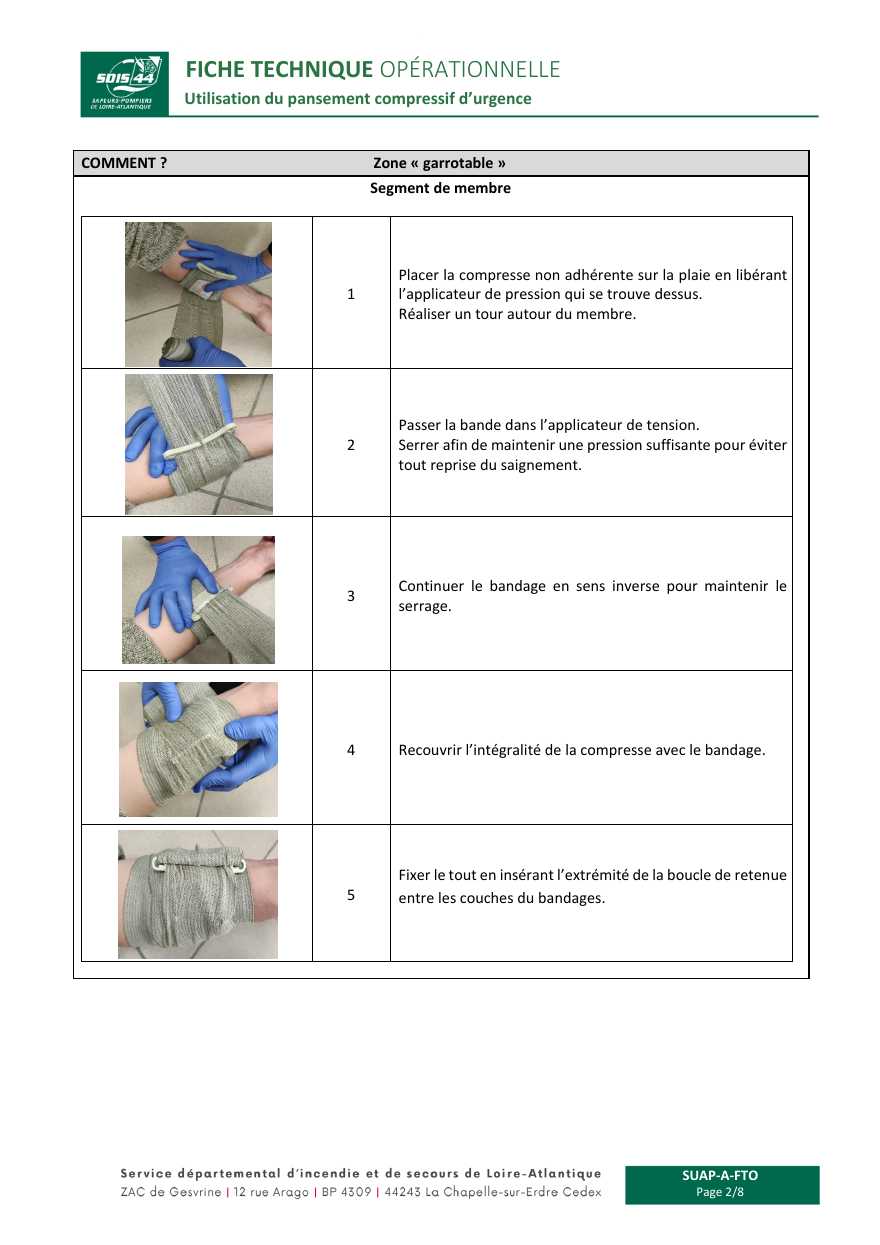 SDIS 44
SAPEURS-POMPIERS
DE LOIRE-ATLANTIQUE
FICHE TECHNIQUE OPÉRATIONNELLE
Utilisation du pansement compressif d’urgence
COMMENT ? Zone « garrotable »
Segment de membre
1
Placer la compresse non adhérente sur la plaie en libérant
l’applicateur de pression qui se trouve dessus.
Réaliser un tour autour du membre.
2
Passer la bande dans l’applicateur de tension.
Serrer afin de maintenir une pression suffisante pour éviter
tout reprise du saignement.
3
Continuer le bandage en sens inverse pour maintenir le
serrage.
4
Recouvrir l’intégralité de la compresse avec le bandage.
5
Fixer le tout en insérant l’extrémité de la boucle de retenue
entre les couches du bandages.
Service départemental d’incendie et de secours de Loire-Atlantique
ZAC de Gesvrine | 12 rue Arago | BP 4309 | 44243 La Chapelle-sur-Erdre Cedex
SUAP-A-FTO
Page 2/8